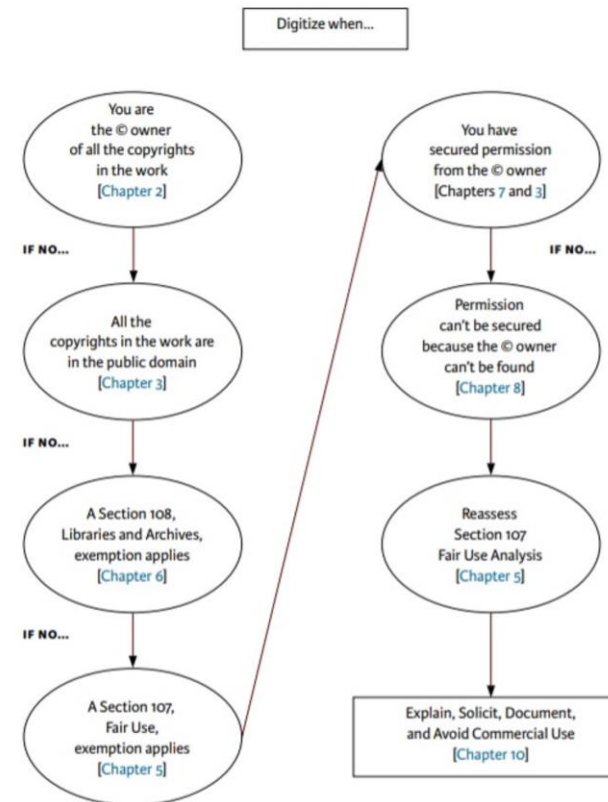 Digitize when...
You are
the © owner
of all the copyrights
in the work
[Chapter 2]
IF NO...
All the
copyrights in the work are
in the public domain
[Chapter 3]
IF NO...
A Section 108,
Libraries and Archives,
exemption applies
[Chapter 6]
IF NO...
A Section 107,
Fair Use,
exemption applies
[Chapter 5]
You have
secured permission
from the © owner
[Chapters 7 and 3]
IF NO...
Permission
can't be secured
because the © owner
can't be found
[Chapter 8]
Reassess
Section 107
Fair Use Analysis
[Chapter 5]
Explain, Solicit, Document,
and Avoid Commercial Use
[Chapter 10]